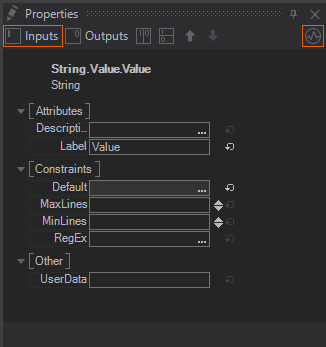 Properties
Inputs Outputs
String.Value.Value
String
Attributes
Descripti...
...
Label Value
Constraints
Default ...
MaxLines
MinLines
RegEx ...
Other
UserData